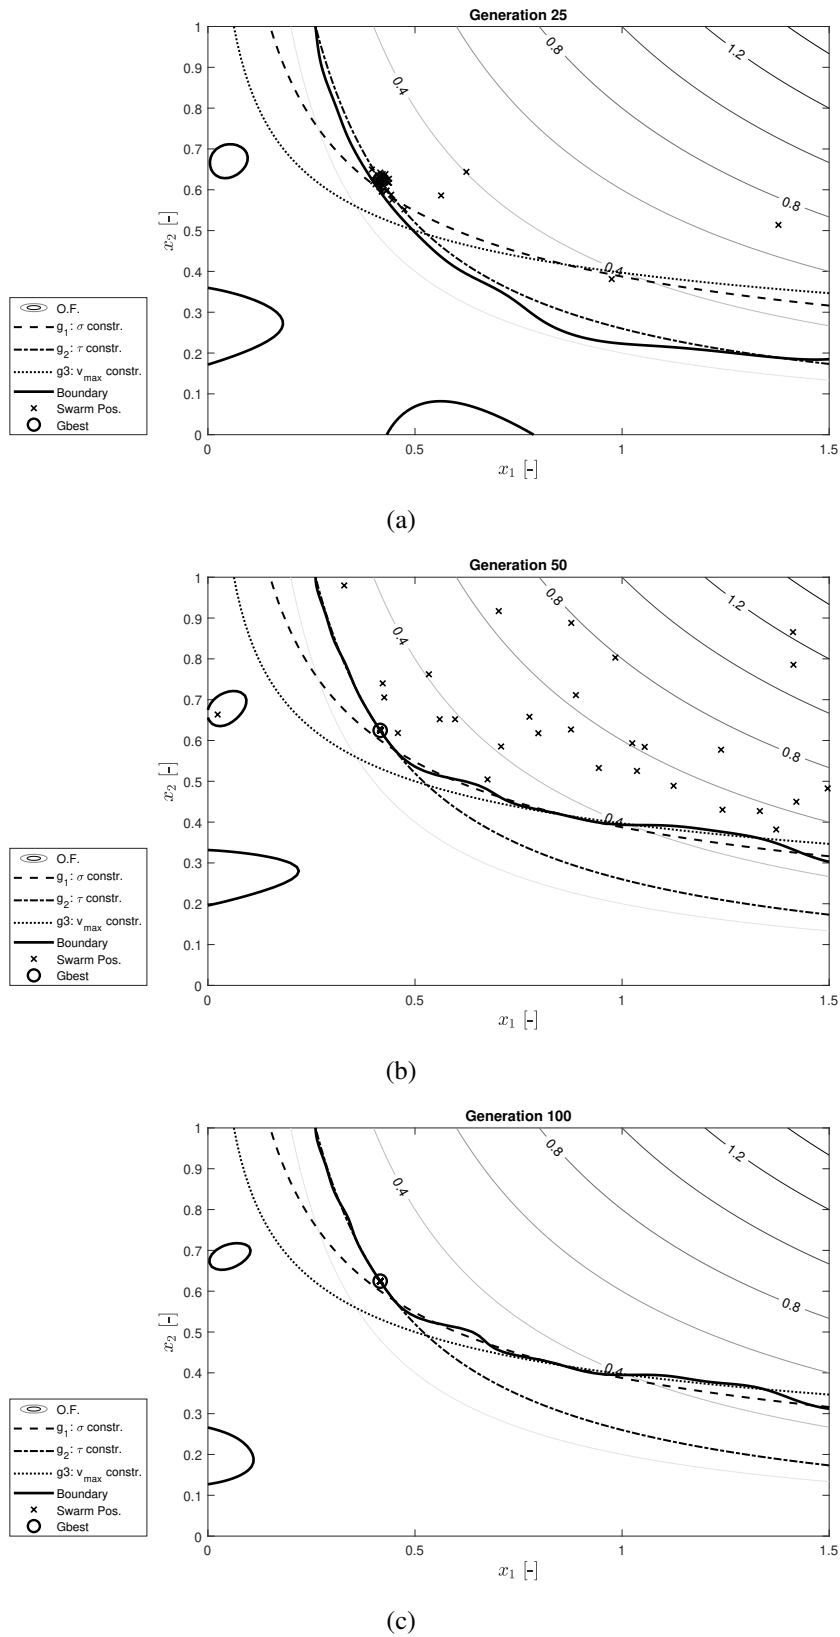 Generation 25
1
0.9
0.8
0.7
0.6
0.5
0.4
0.3
0.2
0.1
0
0 0.5 1 1.5
x₂ [-]
x₁ [-]
0.4
0.8
1.2
0.8
0.4
O.F.
g₁: σ constr.
g₂: τ constr.
g3: vmax constr.
Boundary
Swarm Pos.
Gbest
(a)
Generation 50
1
0.9
0.8
0.7
0.6
0.5
0.4
0.3
0.2
0.1
0
0 0.5 1 1.5
x₂ [-]
x₁ [-]
0.4
0.8
1.2
0.8
0.4
O.F.
g₁: σ constr.
g₂: τ constr.
g3: vmax constr.
Boundary
Swarm Pos.
Gbest
(b)
Generation 100
1
0.9
0.8
0.7
0.6
0.5
0.4
0.3
0.2
0.1
0
0 0.5 1 1.5
x₂ [-]
x₁ [-]
0.4
0.8
1.2
0.8
0.4
O.F.
g₁: σ constr.
g₂: τ constr.
g3: vmax constr.
Boundary
Swarm Pos.
Gbest
(c)